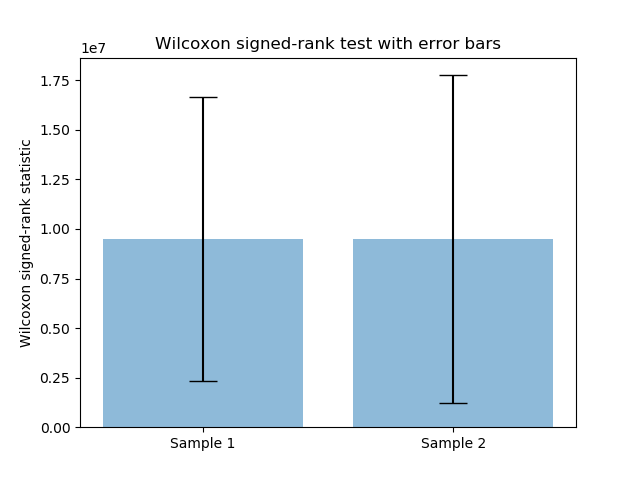 Wilcoxon signed-rank test with error bars
1e7
Wilcoxon signed-rank statistic
1.75
1.50
1.25
1.00
0.75
0.50
0.25
0.00
Sample 1
Sample 2